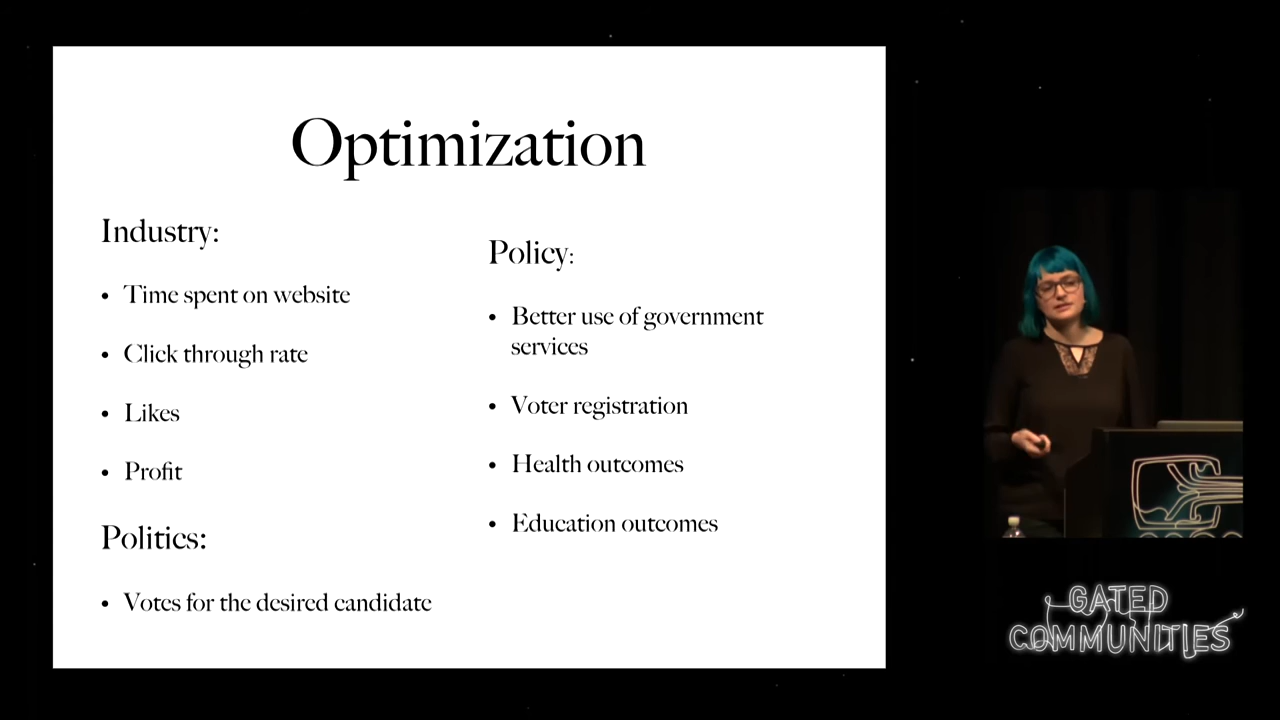 Optimization
Industry:
• Time spent on website
• Click through rate
• Likes
• Profit
Politics:
• Votes for the desired candidate
Policy:
• Better use of government
services
• Voter registration
• Health outcomes
• Education outcomes
GATED
COMMUNITIES